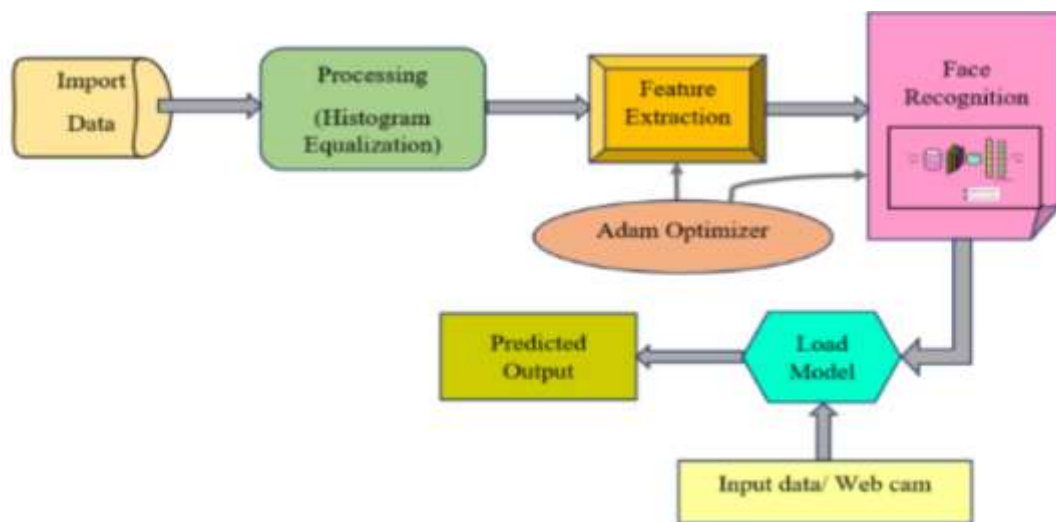 Import
Data
Processing
(Histogram
Equalization)
Feature
Extraction
Face
Recognition
Adam Optimizer
Predicted
Output
Load
Model
Input data/ Web cam